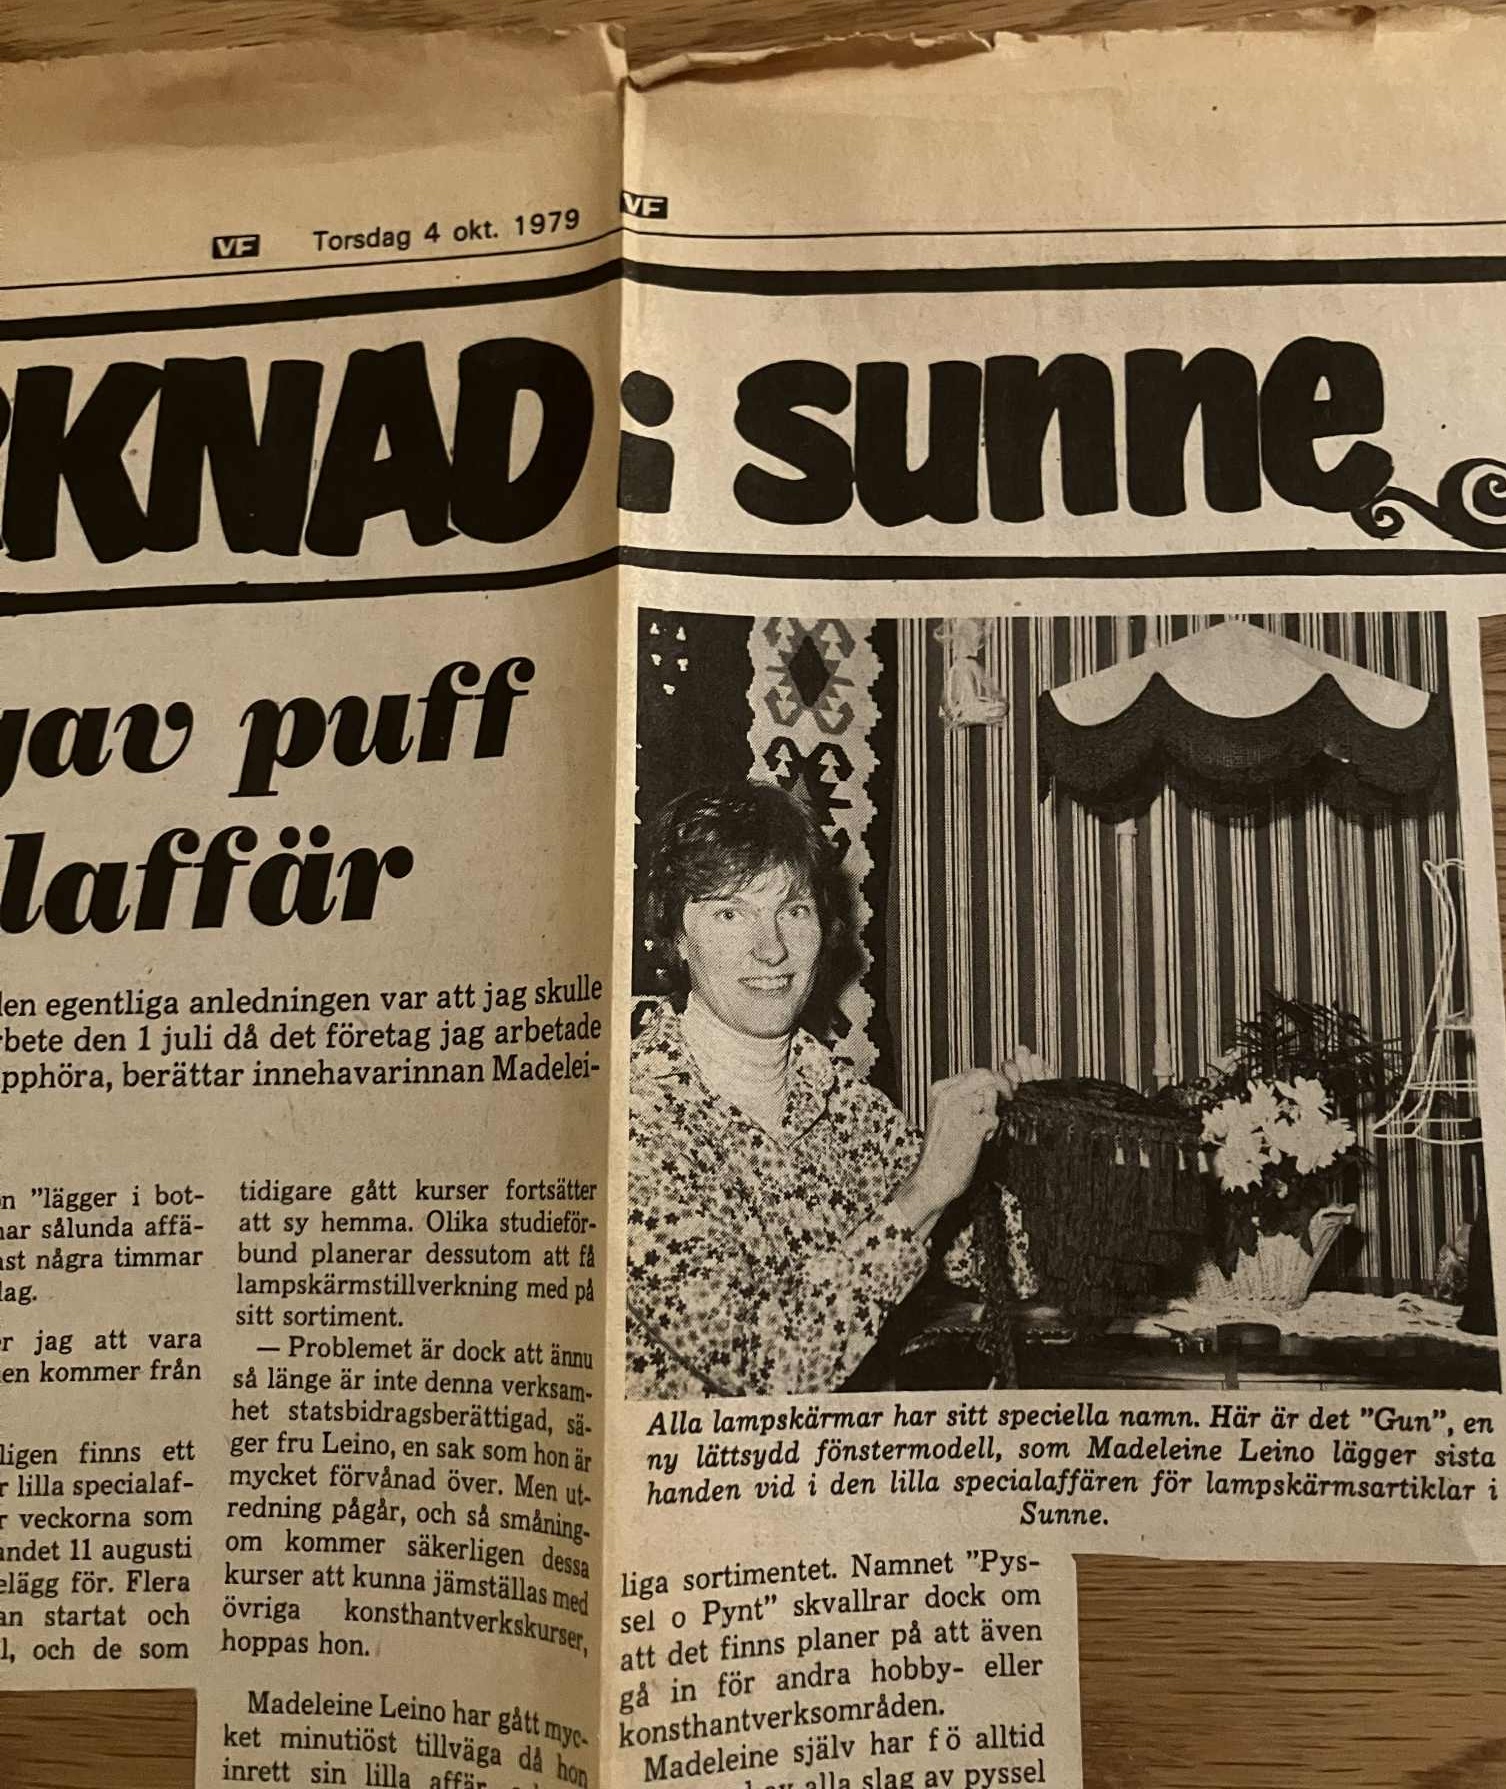 VF Torsdag 4 okt. 1979
VF
KNAD i sunne
gav puff
laffär
den egentliga anledningen var att jag skulle
bete den 1 juli då det företag jag arbetade
upphöra, berättar innehavarinnan Madelei-
n "lägger i bot-
har sålunda affä-
ast några timmar
dag.
r jag att vara
en kommer från
ligen finns ett
r lilla specialaf-
r veckorna som
andet 11 augusti
elägg för. Flera
an startat och
l, och de som
tidigare gått kurser fortsätter
att sy hemma. Olika studieför-
bund planerar dessutom att få
lampskärmstillverkning med på
sitt sortiment.
— Problemet är dock att ännu
så länge är inte denna verksam-
het statsbidragsberättigad, sä-
ger fru Leino, en sak som hon är
mycket förvånad över. Men ut-
redning pågår, och så småning-
om kommer säkerligen dessa
kurser att kunna jämställas med
övriga konsthantverkskurser,
hoppas hon.
Madeleine Leino har gått myc-
ket minutiöst tillväga då hon
inrett sin lilla affär
Alla lampskärmar har sitt speciella namn. Här är det "Gun", en
ny lättsydd fönstermodell, som Madeleine Leino lägger sista
handen vid i den lilla specialaffären för lampskärmsartiklar i
Sunne.
liga sortimentet. Namnet "Pys-
sel o Pynt" skvallrar dock om
att det finns planer på att även
gå in för andra hobby- eller
konsthantverksområden.
Madeleine själv har f ö alltid
av alla slag av pyssel